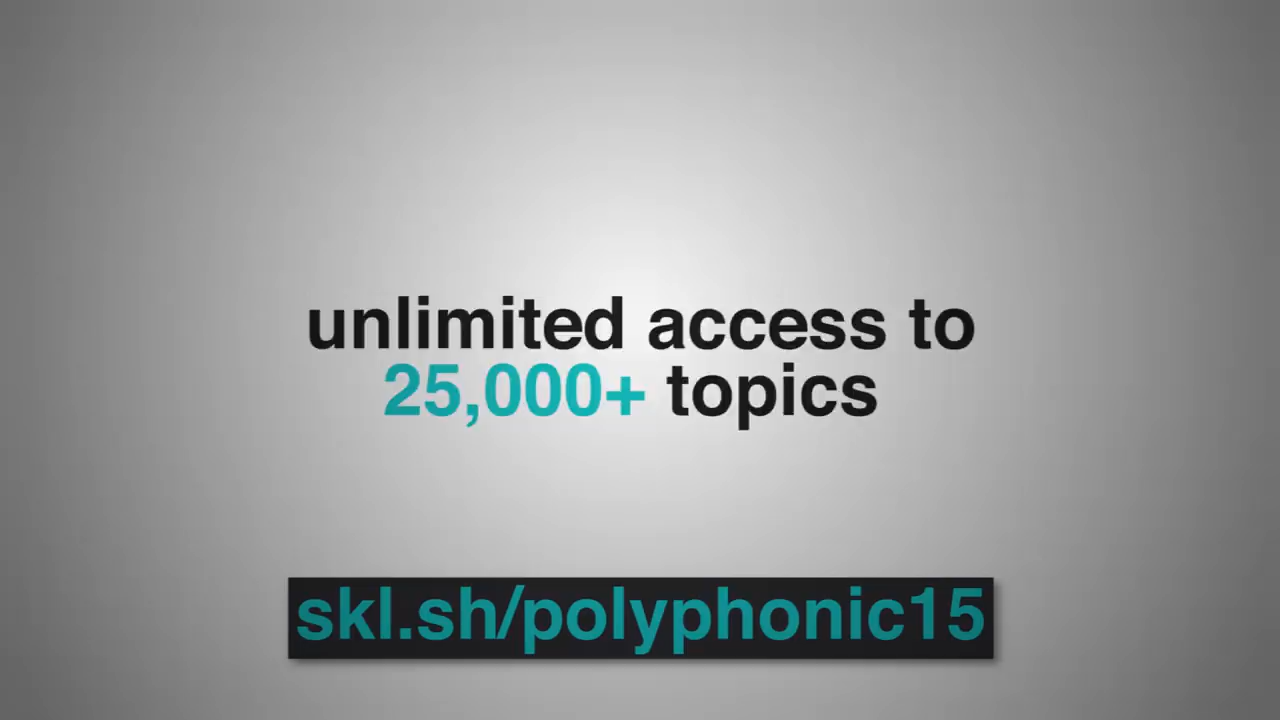 unlimited access to
25,000+ topics
skl.sh/polyphonic15